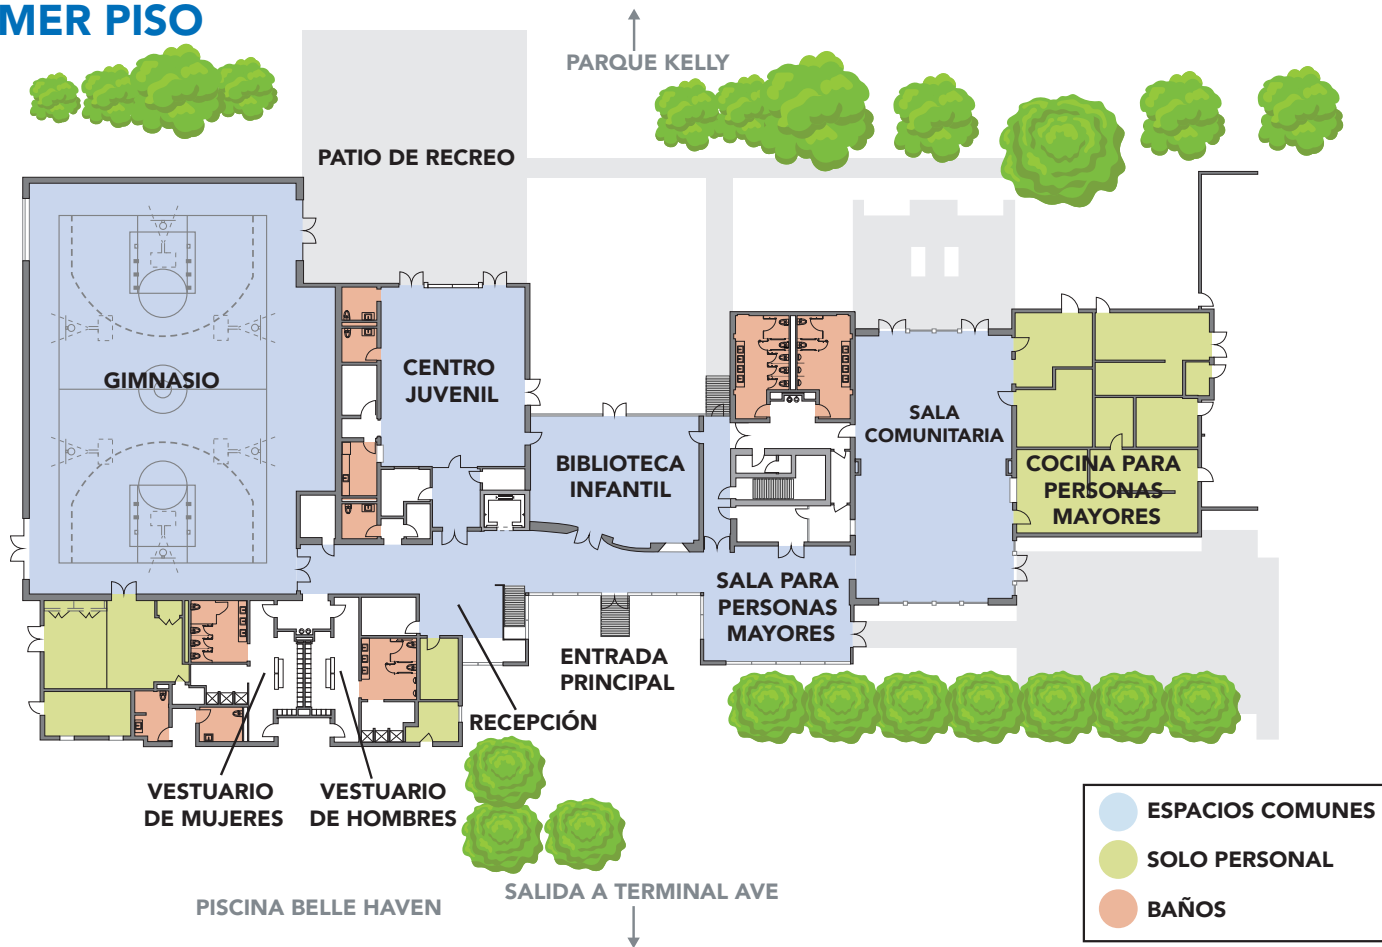 MER PISO
PARQUE KELLY
PATIO DE RECREO
GIMNASIO
CENTRO
JUVENIL
BIBLIOTECA
INFANTIL
SALA
COMUNITARIA
COCINA PARA
PERSONAS
MAYORES
SALA PARA
PERSONAS
MAYORES
ENTRADA
PRINCIPAL
RECEPCIÓN
VESTUARIO
DE MUJERES
VESTUARIO
DE HOMBRES
PISCINA BELLE HAVEN
SALIDA A TERMINAL AVE
ESPACIOS COMUNES
SOLO PERSONAL
BAÑOS